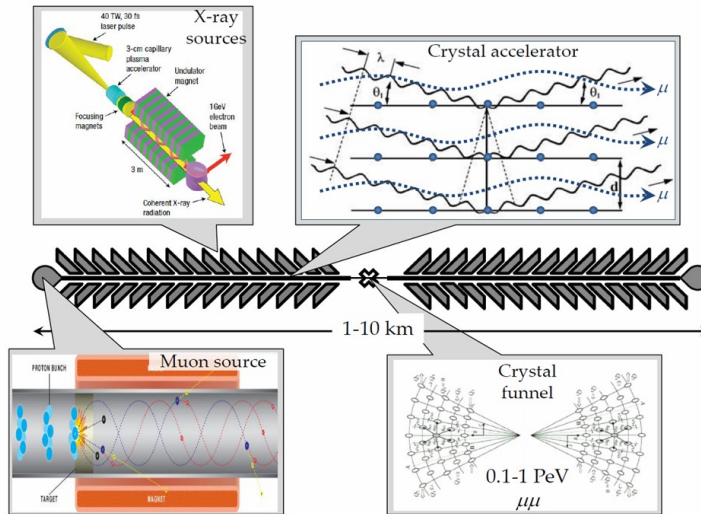 X-ray
sources
40 TW, 30 fs
laser pulse
3-cm capillary
plasma
accelerator
Undulator
magnet
Focusing
magnets
1GeV
electron
beam
3 m
Coherent X-ray
radiation
Crystal accelerator
λ
θ₁
θ₁
μ
μ
d
μ
1-10 km
Muon source
PROTON BUNCH
TARGET
MAGNET
Crystal
funnel
0.1-1 PeV
μμ